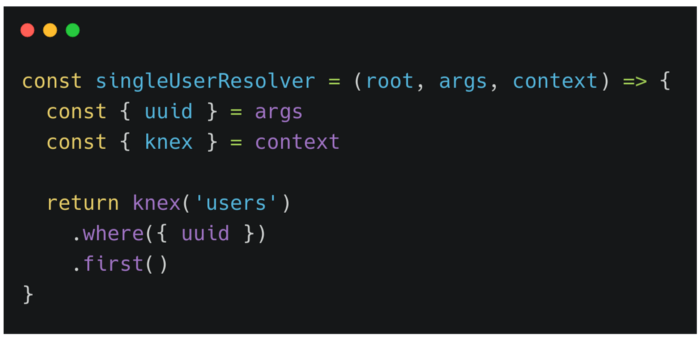 const singleUserResolver = (root, args, context) => {
  const { uuid } = args
  const { knex } = context

  return knex('users')
    .where({ uuid })
    .first()
}